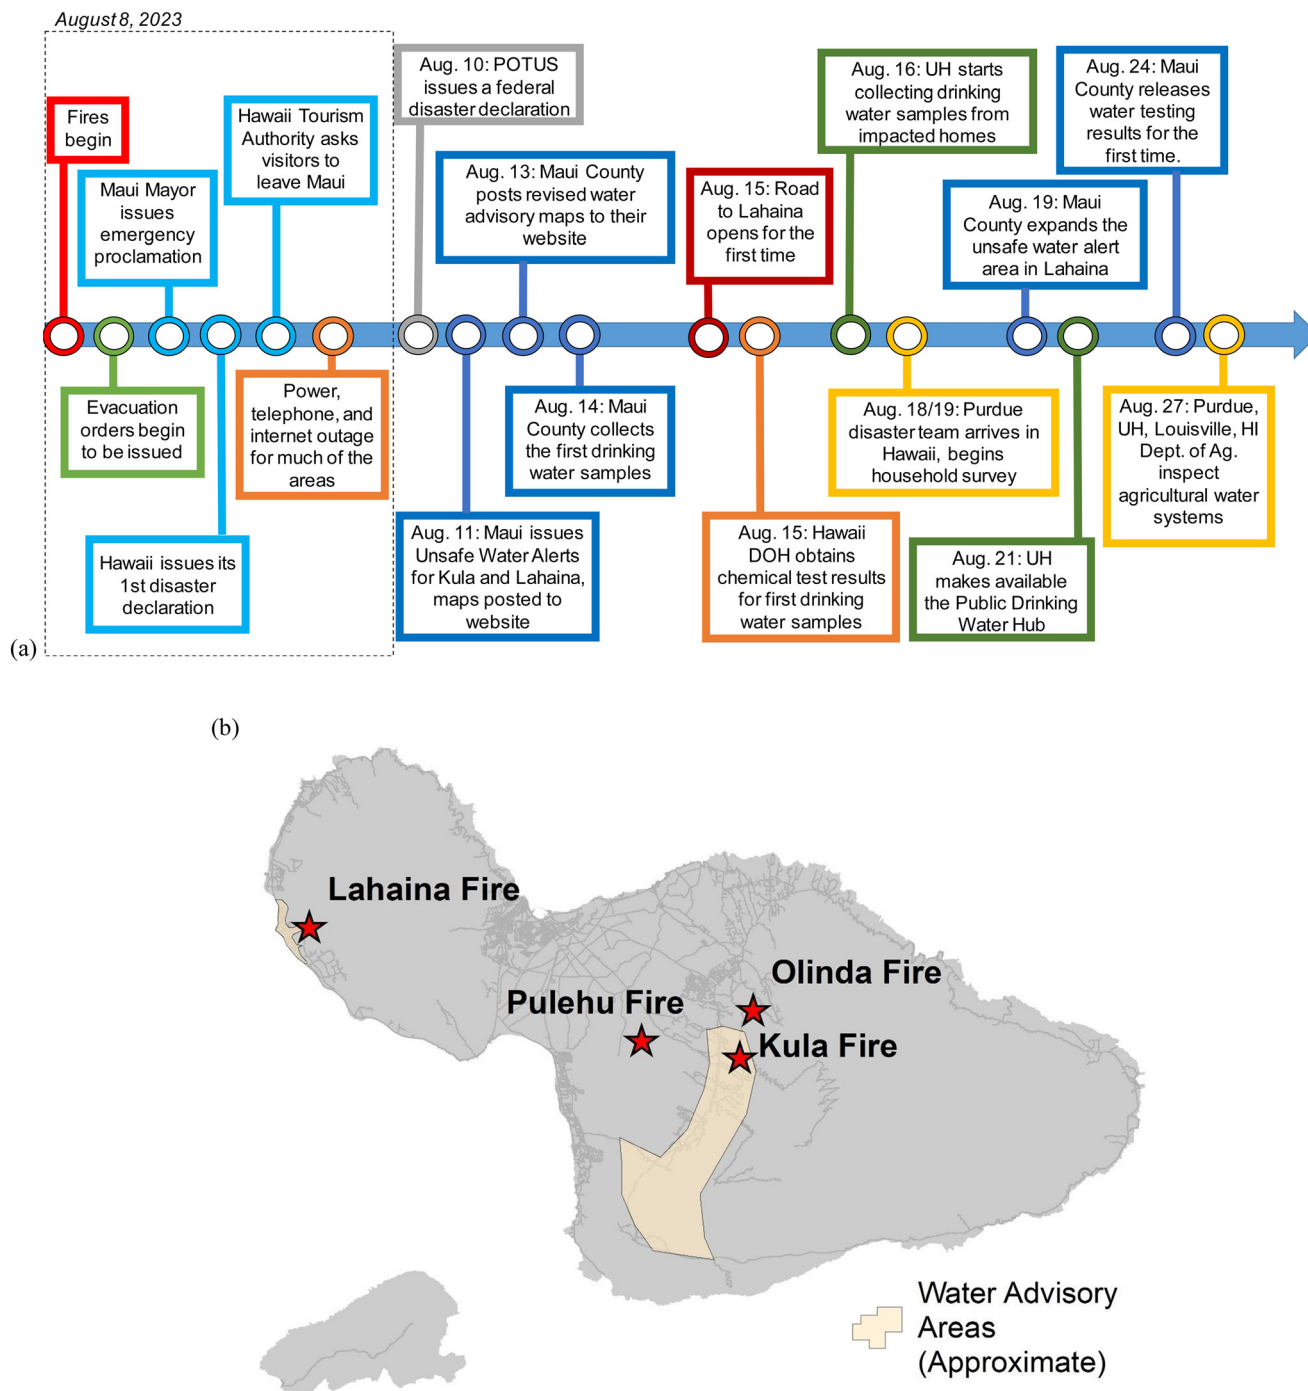 August 8, 2023
Fires
begin
Maui Mayor
issues
emergency
proclamation
Hawaii Tourism
Authority asks
visitors to
leave Maui
Aug. 10: POTUS
issues a federal
disaster declaration
Aug. 13: Maui County
posts revised water
advisory maps to their
website
Aug. 15: Road
to Lahaina
opens for the
first time
Aug. 16: UH starts
collecting drinking
water samples from
impacted homes
Aug. 19: Maui
County expands the
unsafe water alert
area in Lahaina
Aug. 24: Maui
County releases
water testing
results for the
first time.
Evacuation
orders begin
to be issued
Hawaii issues its
1st disaster
declaration
Power,
telephone, and
internet outage
for much of the
areas
Aug. 11: Maui issues
Unsafe Water Alerts
for Kula and Lahaina,
maps posted to
website
Aug. 14: Maui
County collects
the first drinking
water samples
Aug. 15: Hawaii
DOH obtains
chemical test results
for first drinking
water samples
Aug. 18/19: Purdue
disaster team arrives in
Hawaii, begins
household survey
Aug. 21: UH
makes available
the Public Drinking
Water Hub
Aug. 27: Purdue,
UH, Louisville, HI
Dept. of Ag.
inspect
agricultural water
systems
(a)
(b)
Lahaina Fire
Olinda Fire
Pulehu Fire
Kula Fire
Water Advisory
Areas
(Approximate)